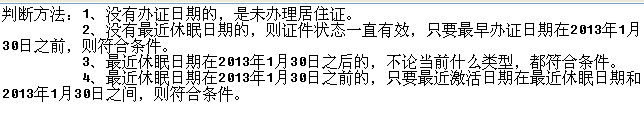 判断方法：1、没有办证日期的，是未办理居住证。
2、没有最近休眠日期的，则证件状态一直有效，只要最早办证日期在2013年1月
30日之前，则符合条件。
3、最近休眠日期在2013年1月30日之后的，不论当前什么类型，都符合条件。
4、最近休眠日期在2013年1月30日之前的，只要最近激活日期在最近休眠日期和
2013年1月30日之间，则符合条件。